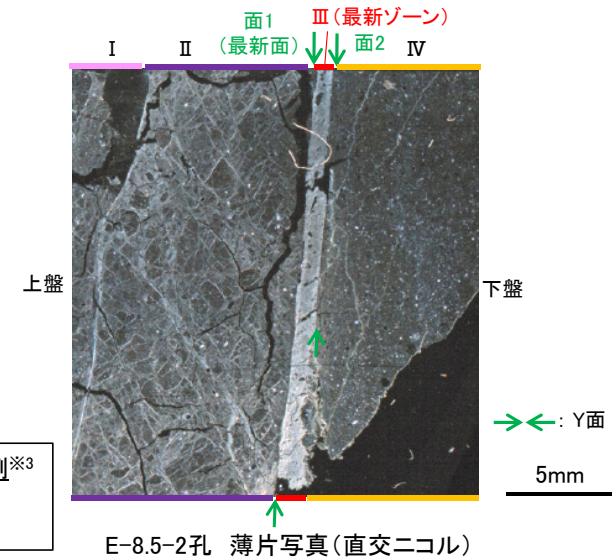 面1
（最新面）
Ⅲ（最新ゾーン）
面2
Ⅰ
Ⅱ
Ⅳ
上盤
下盤
：Y面
※3
5mm
E-8.5-2孔 薄片写真（直交ニコル）